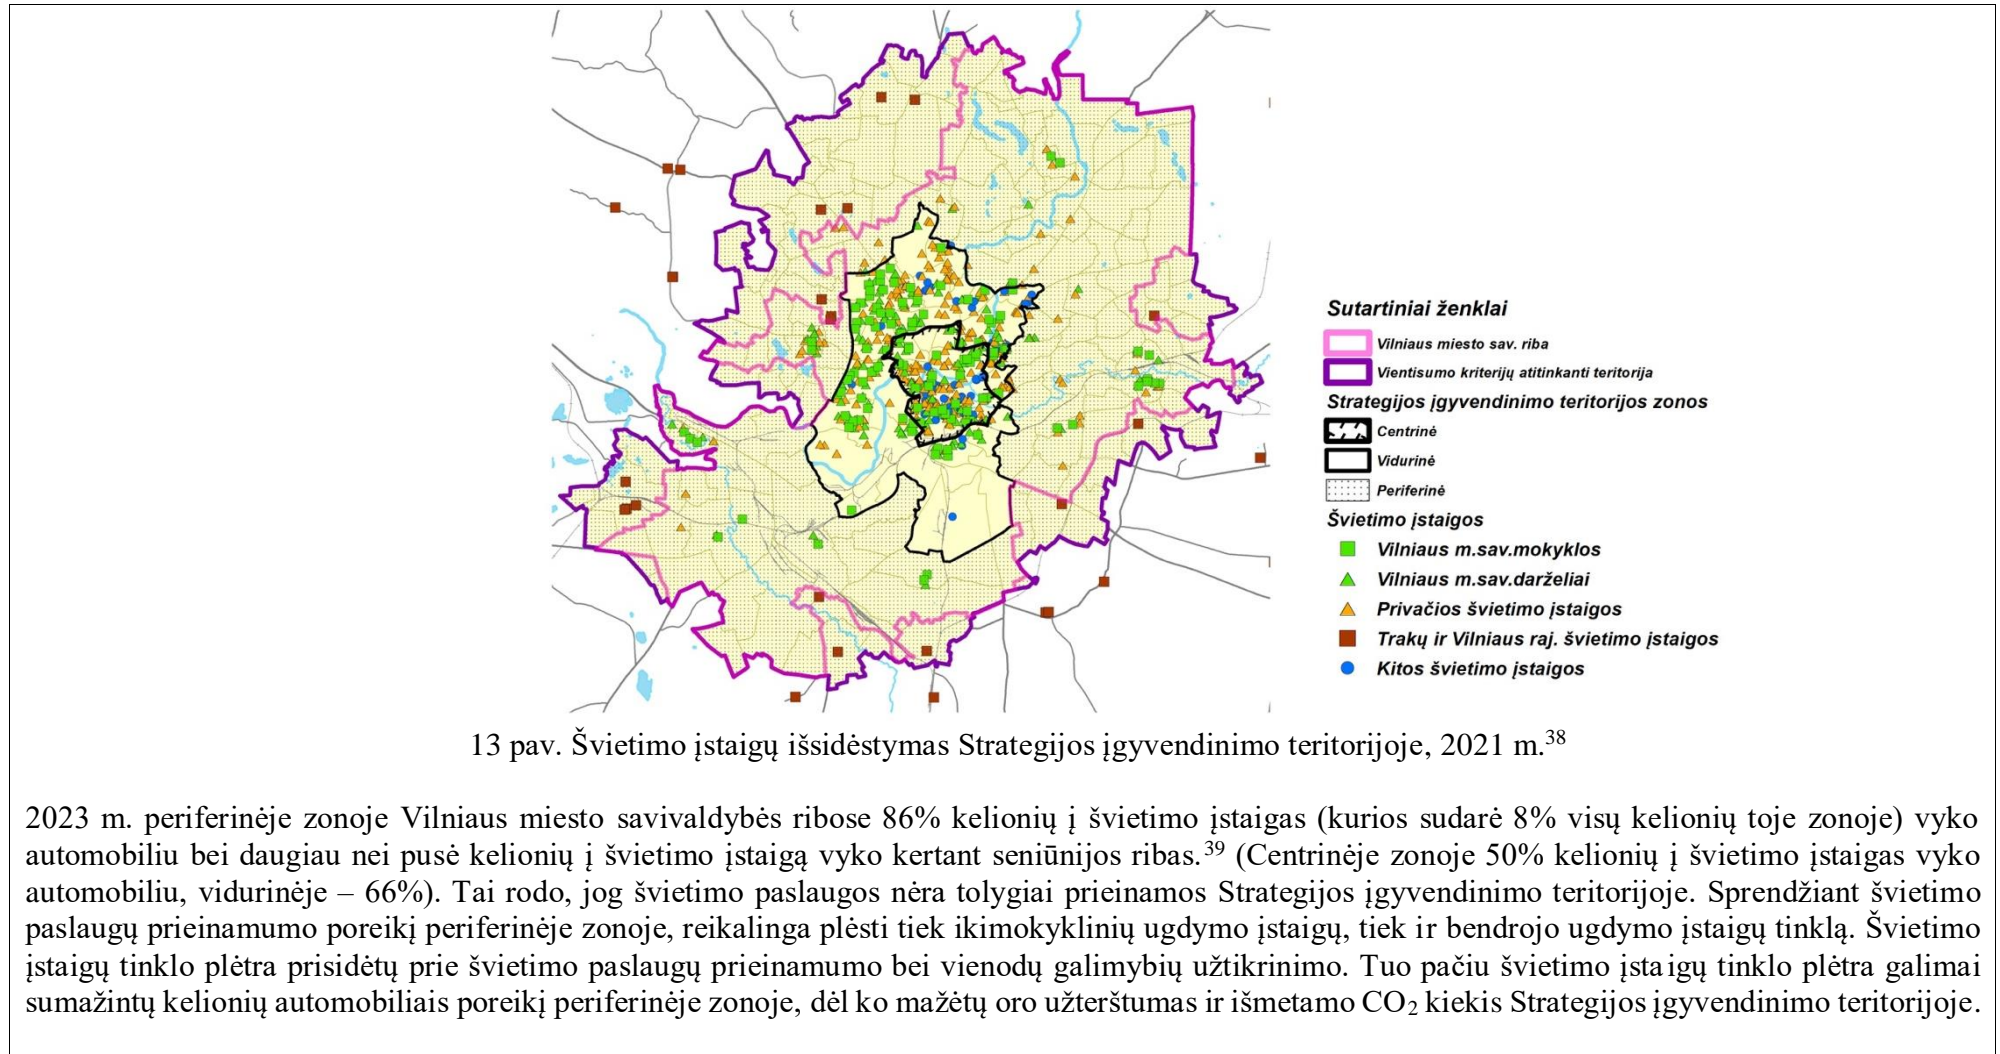 Sutartiniai ženklai
Vilniaus miesto sav. riba
Vientisumo kriterijų atitinkanti teritorija
Strategijos įgyvendinimo teritorijos zonos
Centrinė
Vidurinė
Periferinė
Švietimo įstaigos
Vilniaus m.sav.mokyklos
Vilniaus m.sav.darželiai
Privačios švietimo įstaigos
Trakų ir Vilniaus raj. švietimo įstaigos
Kitos švietimo įstaigos
13 pav. Švietimo įstaigų išsidėstymas Strategijos įgyvendinimo teritorijoje, 2021 m.³⁸
2023 m. periferinėje zonoje Vilniaus miesto savivaldybės ribose 86% kelionių į švietimo įstaigas (kurios sudarė 8% visų kelionių toje zonoje) vyko
automobiliu bei daugiau nei pusė kelionių į švietimo įstaigą vyko kertant seniūnijos ribas.³⁹ (Centrinėje zonoje 50% kelionių į švietimo įstaigas vyko
automobiliu, vidurinėje – 66%). Tai rodo, jog švietimo paslaugos nėra tolygiai prieinamos Strategijos įgyvendinimo teritorijoje. Sprendžiant švietimo
paslaugų prieinamumo poreikį periferinėje zonoje, reikalinga plėsti tiek ikimokyklinių ugdymo įstaigų, tiek ir bendrojo ugdymo įstaigų tinklą. Švietimo
įstaigų tinklo plėtra prisidėtų prie švietimo paslaugų prieinamumo bei vienodų galimybių užtikrinimo. Tuo pačiu švietimo įstaigų tinklo plėtra galimai
sumažintų kelionių automobiliais poreikį periferinėje zonoje, dėl ko mažėtų oro užterštumas ir išmetamo CO₂ kiekis Strategijos įgyvendinimo teritorijoje.